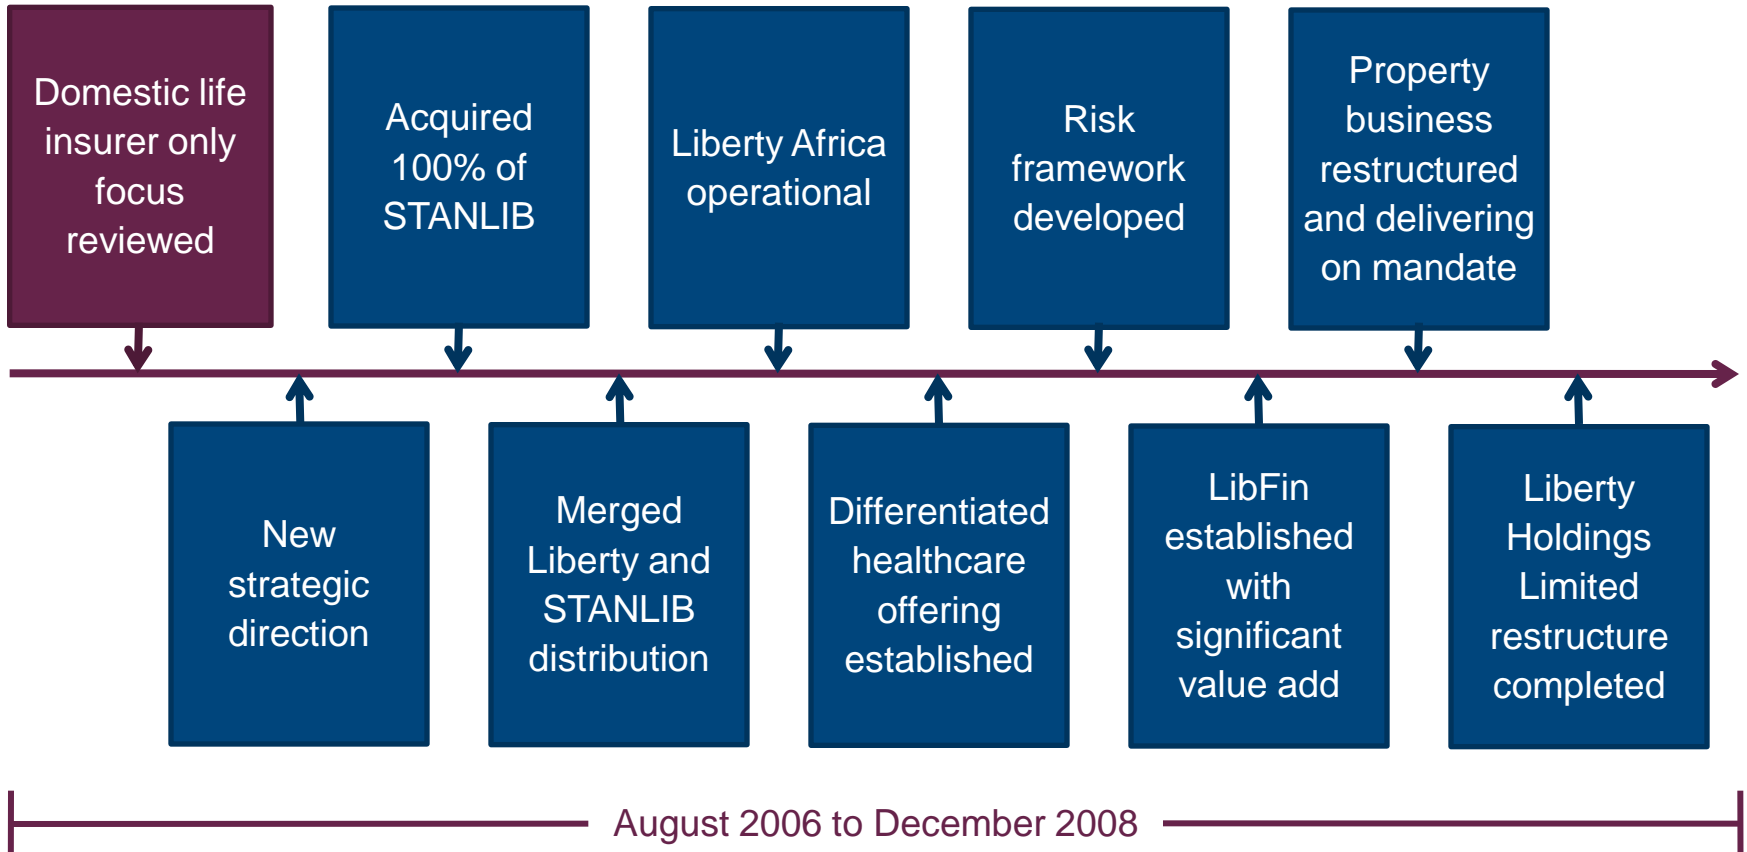 Domestic life
insurer only
focus
reviewed
Acquired
100% of
STANLIB
Liberty Africa
operational
Risk
framework
developed
Property
business
restructured
and delivering
on mandate
New
strategic
direction
Merged
Liberty and
STANLIB
distribution
Differentiated
healthcare
offering
established
LibFin
established
with
significant
value add
Liberty
Holdings
Limited
restructure
completed
August 2006 to December 2008